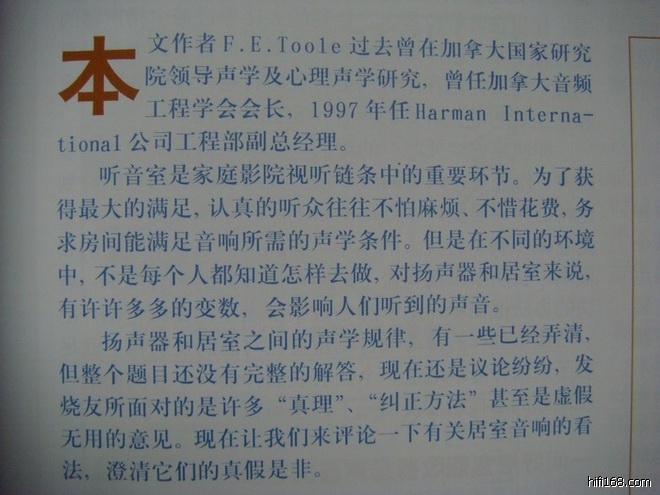 本文作者F.E.Toole过去曾在加拿大国家研究
院领导声学及心理声学研究，曾任加拿大音频
工程学会会长，1997年任Harman Interna-
tional公司工程部副总经理。
听音室是家庭影院视听链条中的重要环节。为了获
得最大的满足，认真的听众往往不怕麻烦、不惜花费，务
求房间能满足音响所需的声学条件。但是在不同的环境
中，不是每个人都知道怎样去做，对扬声器和居室来说，
有许许多多的变数，会影响人们听到的声音。
扬声器和居室之间的声学规律，有一些已经弄清，
但整个题目还没有完整的解答，现在还是议论纷纷，发
烧友所面对的是许多“真理”、“纠正方法”甚至是虚假
无用的意见。现在让我们来评论一下有关居室音响的看
法，澄清它们的真假是非。
hifi168.com